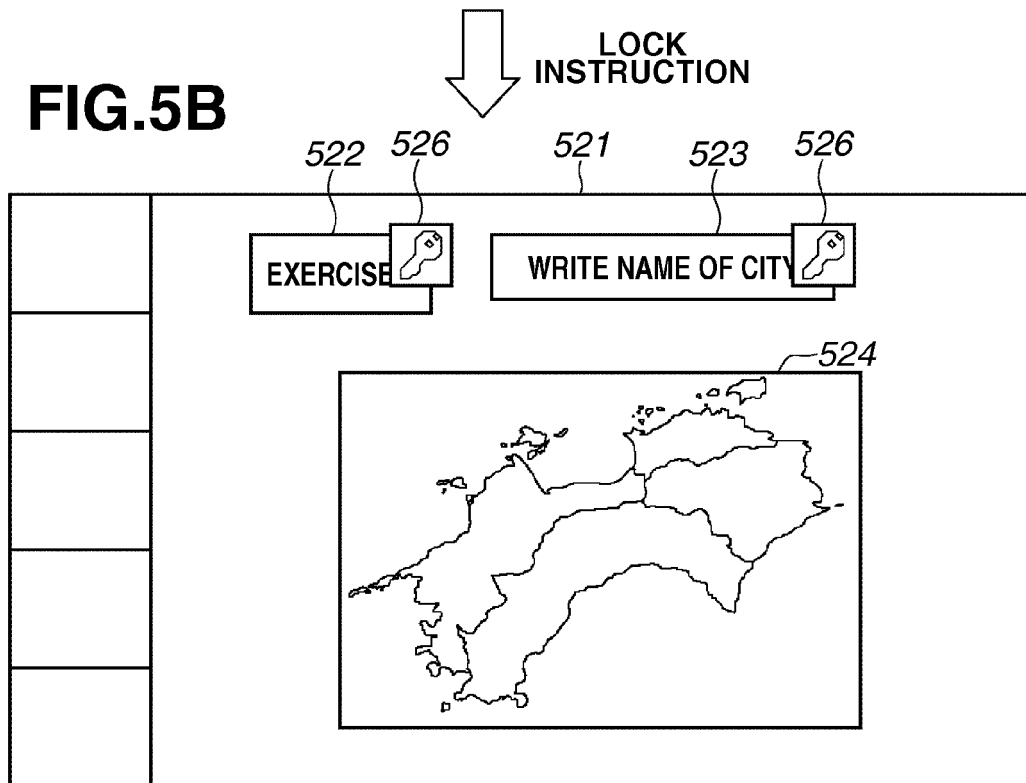 LOCK
INSTRUCTION
FIG.5B
522 526 521 523 526
EXERCISE
WRITE NAME OF CITY
524